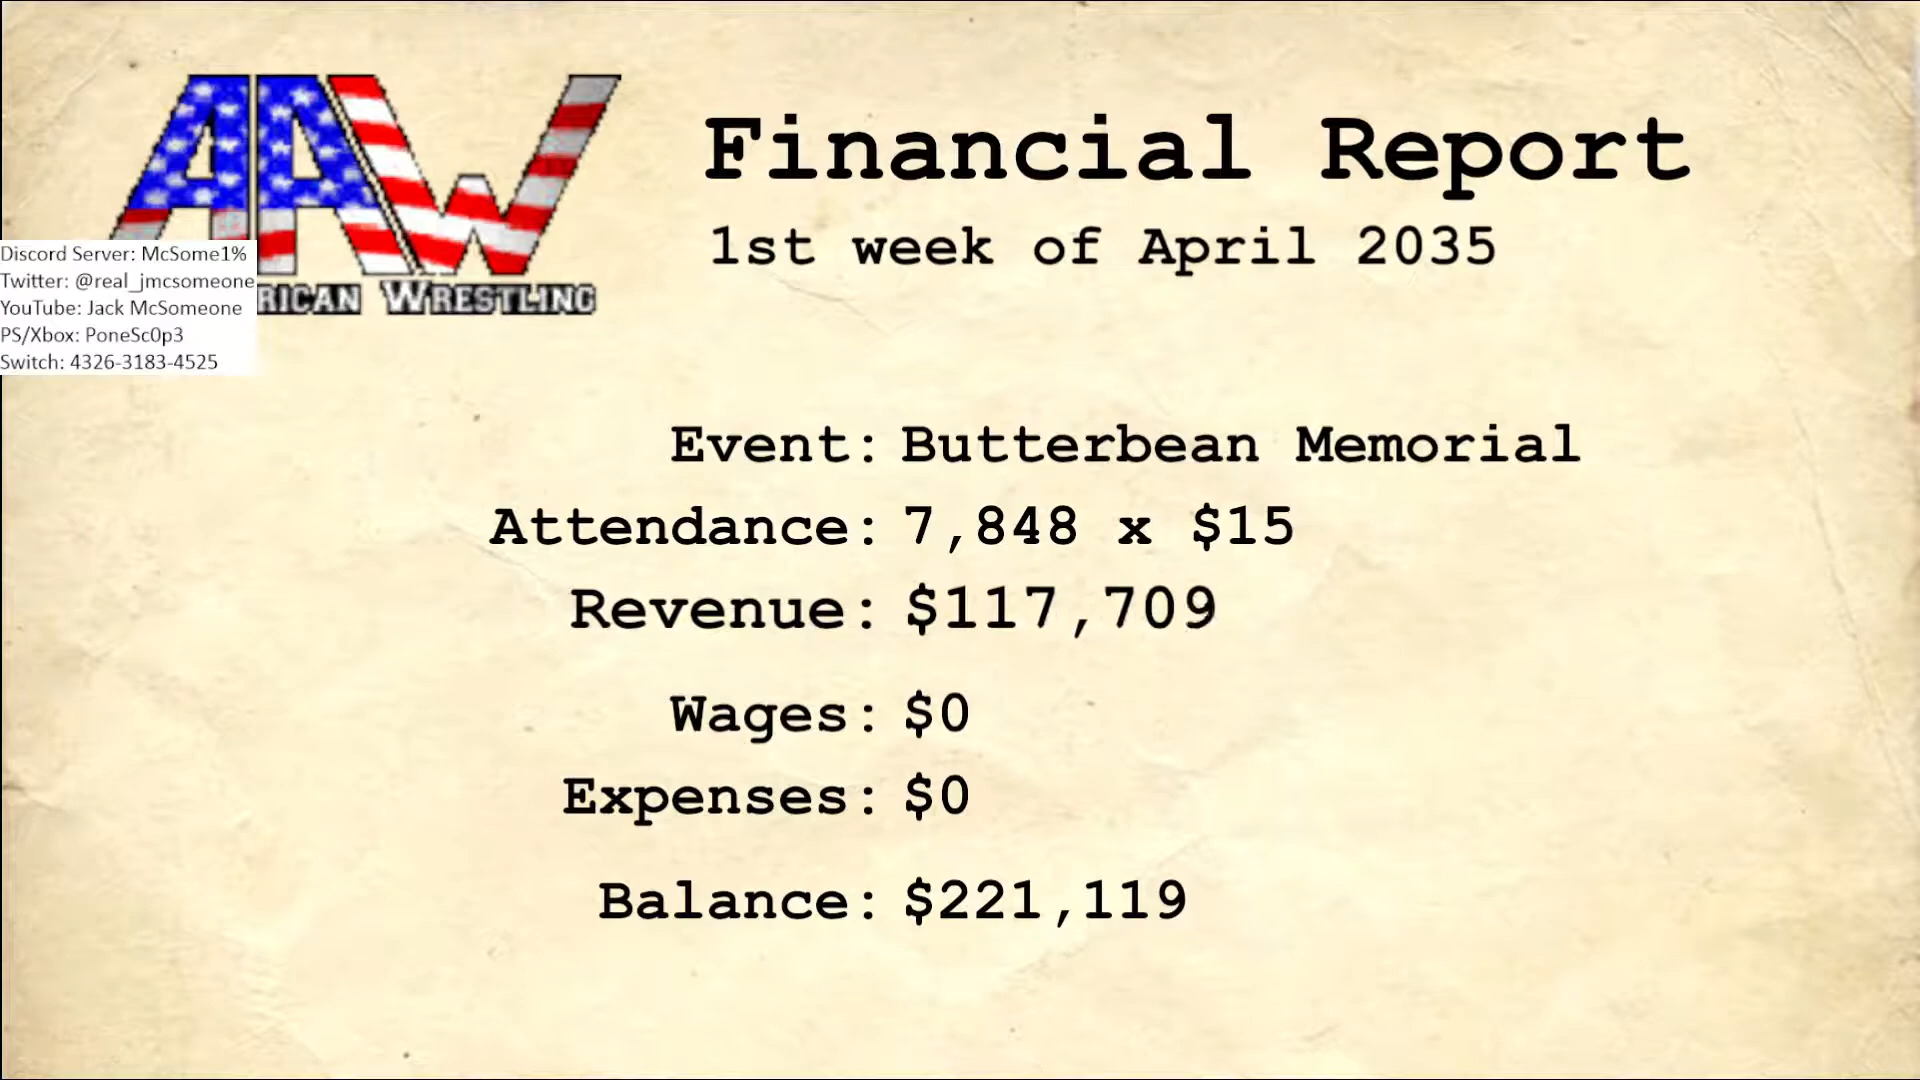 AAW
Financial Report
1st week of April 2035
Discord Server: McSome1%
Twitter: @real_jmcsomeone
YouTube: Jack McSomeone
PS/Xbox: PoneSc0p3
Switch: 4326-3183-4525
RICAN WRESTLING
Event: Butterbean Memorial
Attendance: 7,848 x $15
Revenue: $117,709
Wages: $0
Expenses: $0
Balance: $221,119